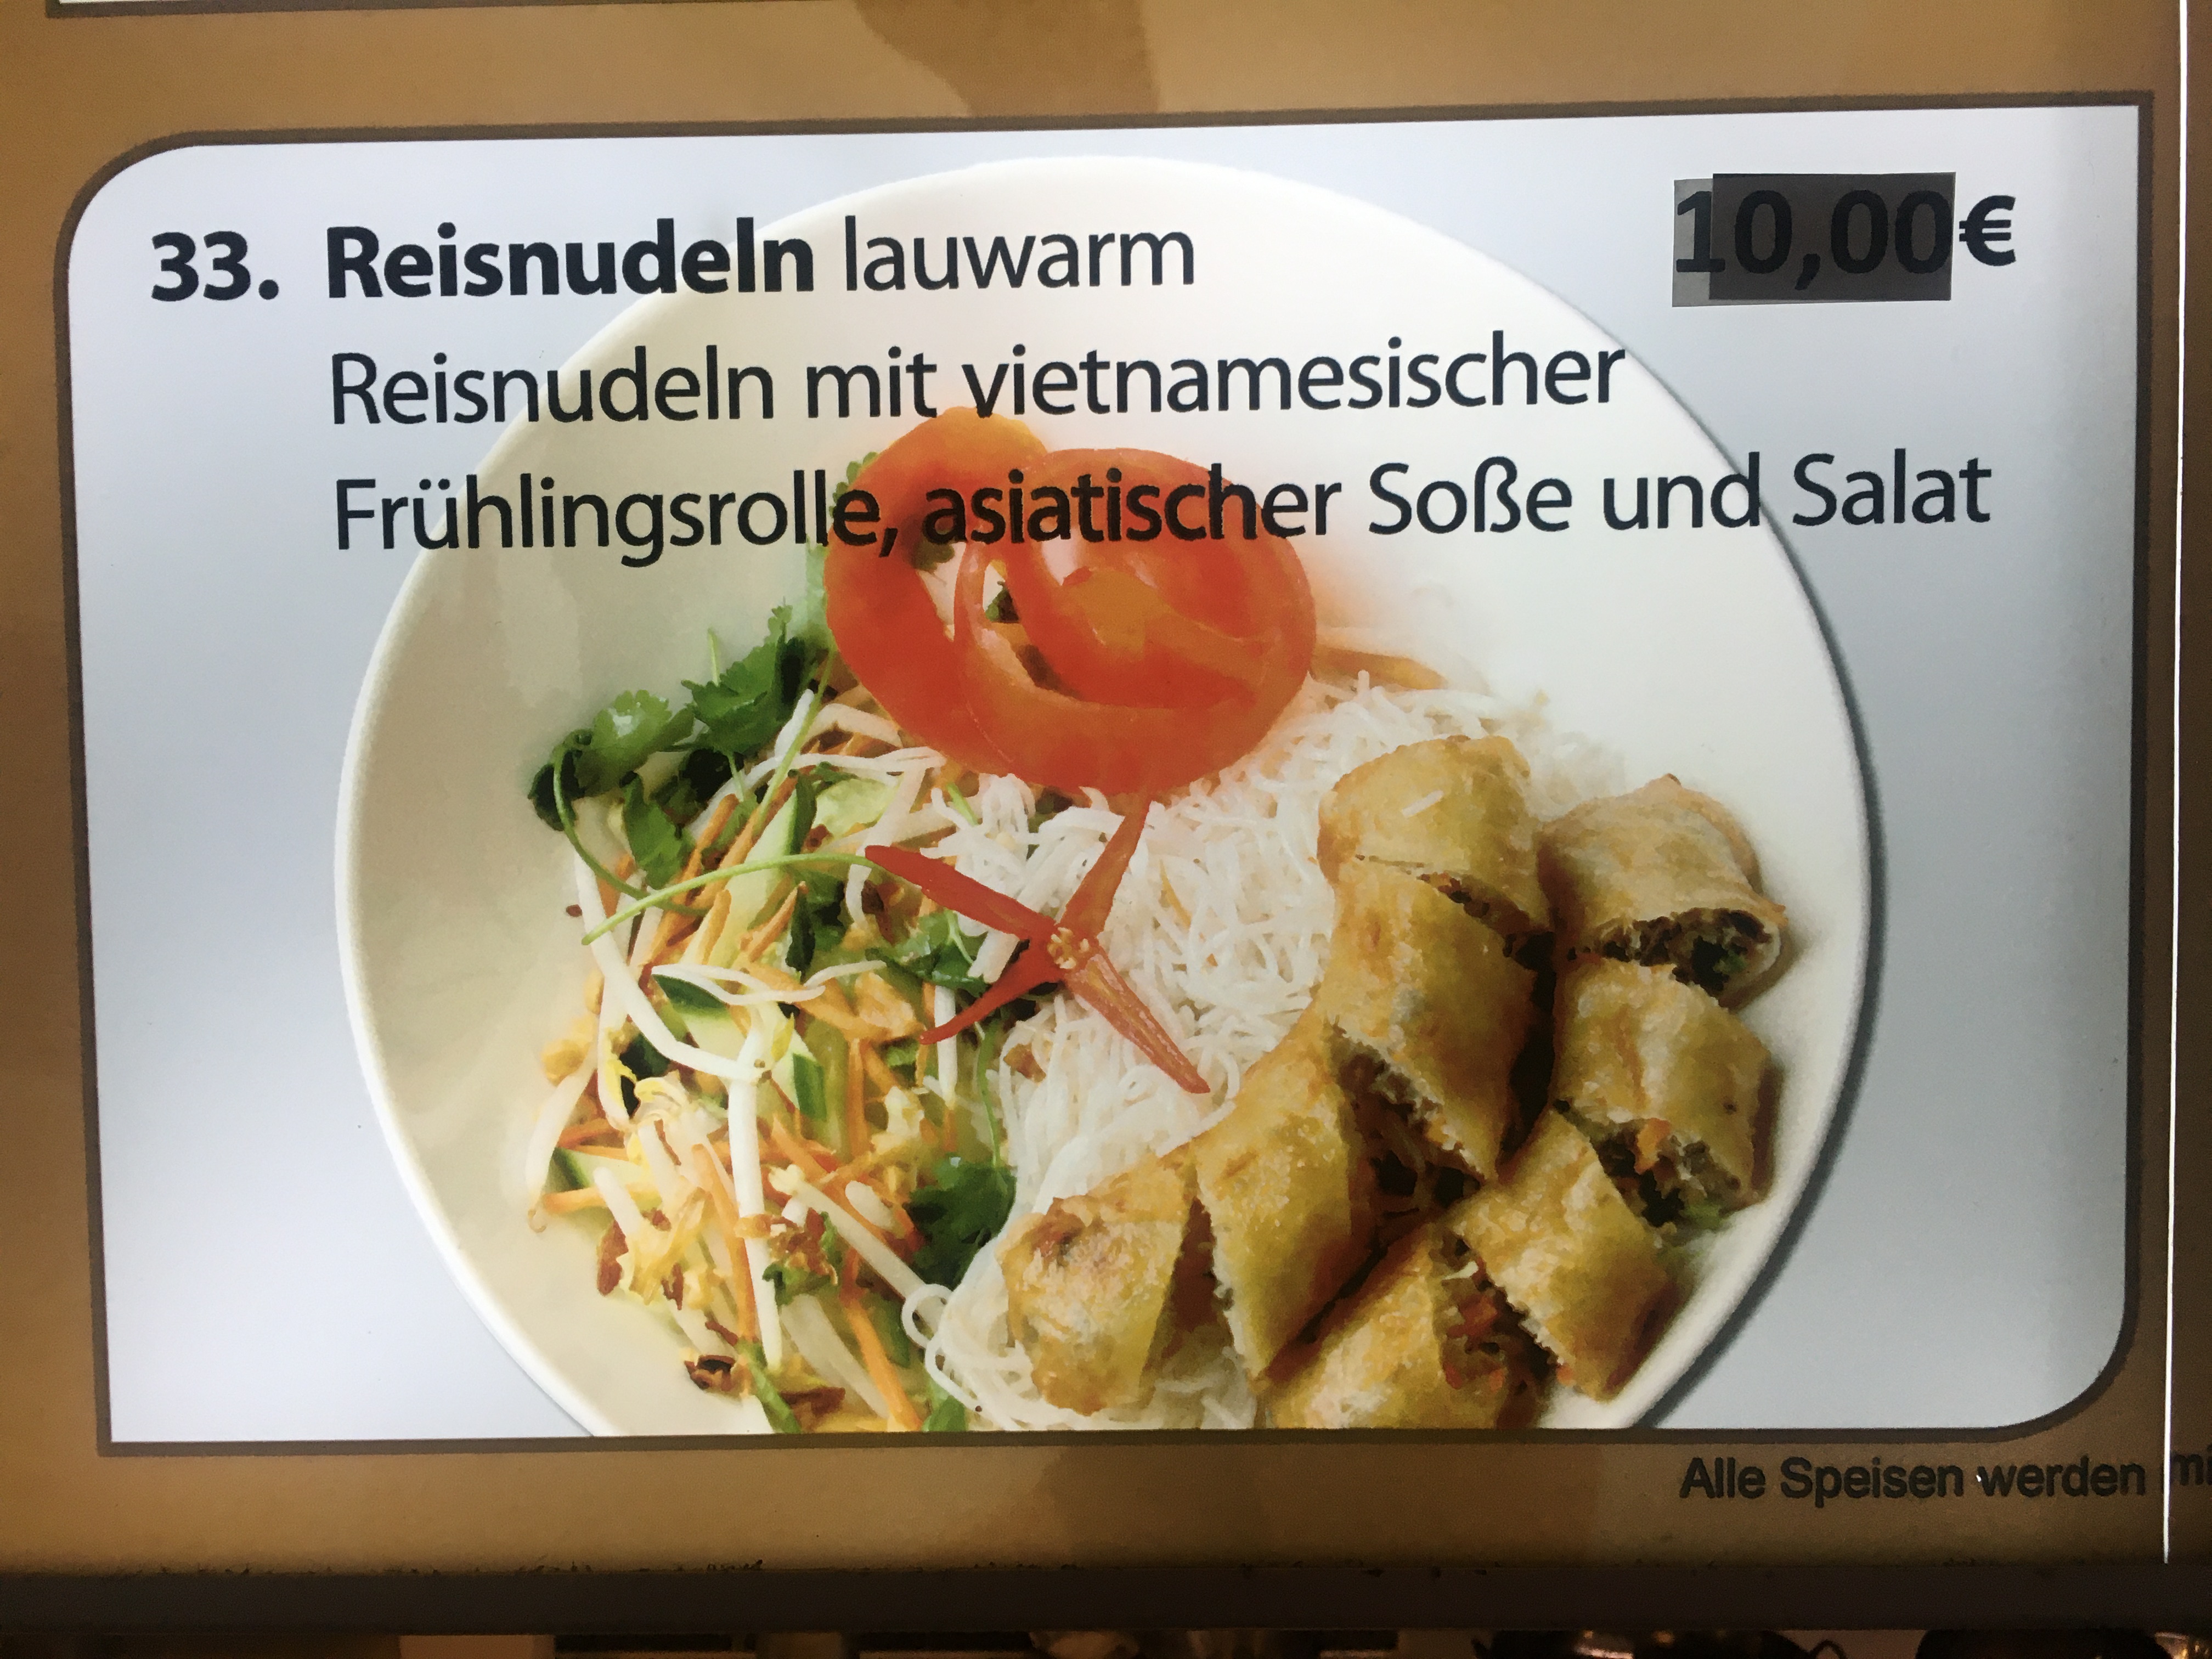 33. Reisnudeln lauwarm 10,00€
Reisnudeln mit vietnamesischer
Frühlingsrolle, asiatischer Soße und Salat
Alle Speisen werden